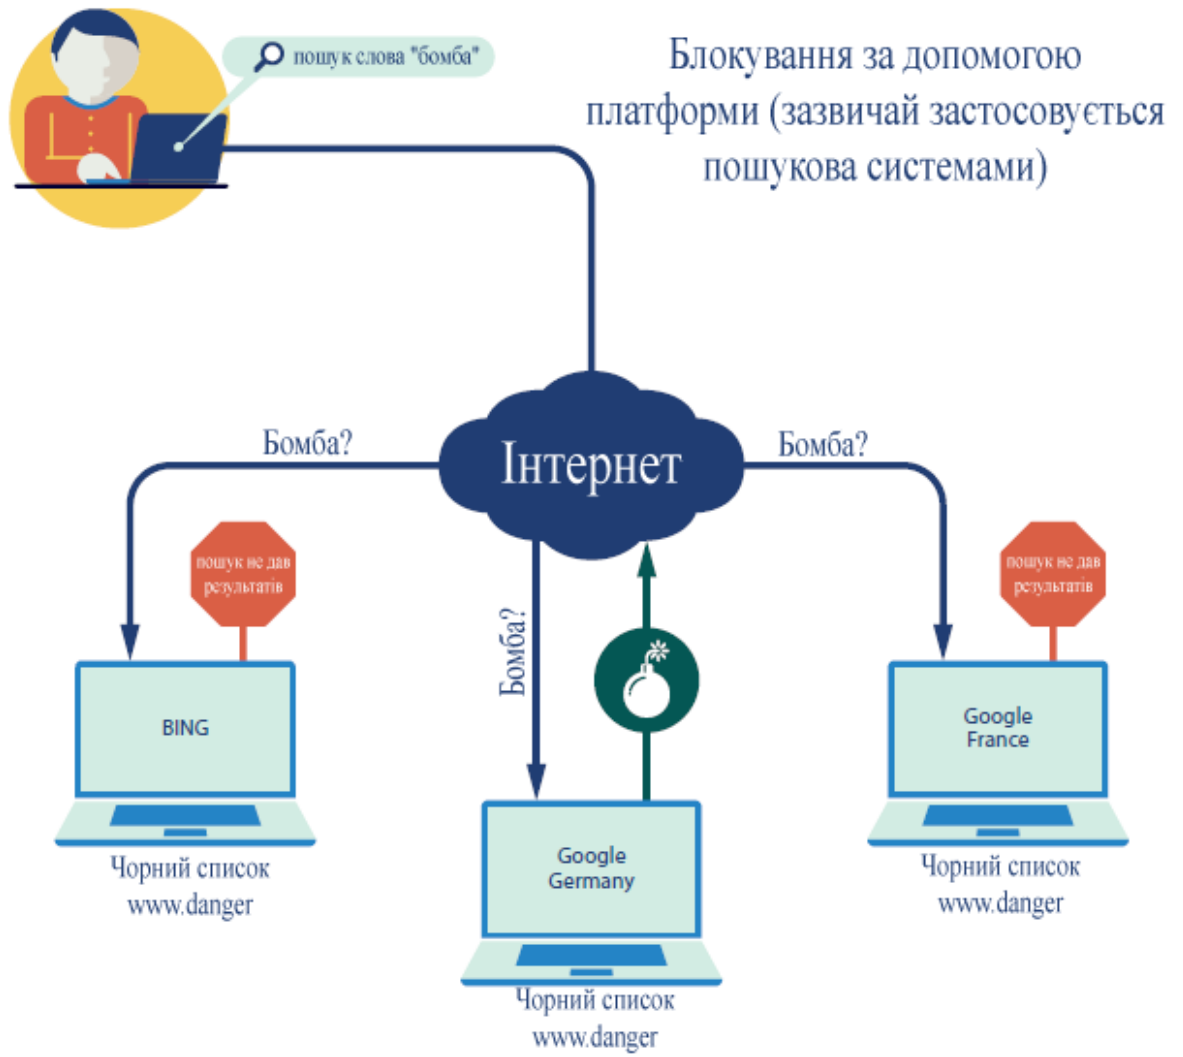 пошук слова "бомба"
Блокування за допомогою
платформи (зазвичай застосовується
пошукова системами)
Бомба?
Інтернет
Бомба?
пошук не дав
результатів
Бомба?
пошук не дав
результатів
BING
Google
France
Чорний список
www.danger
Google
Germany
Чорний список
www.danger
Чорний список
www.danger